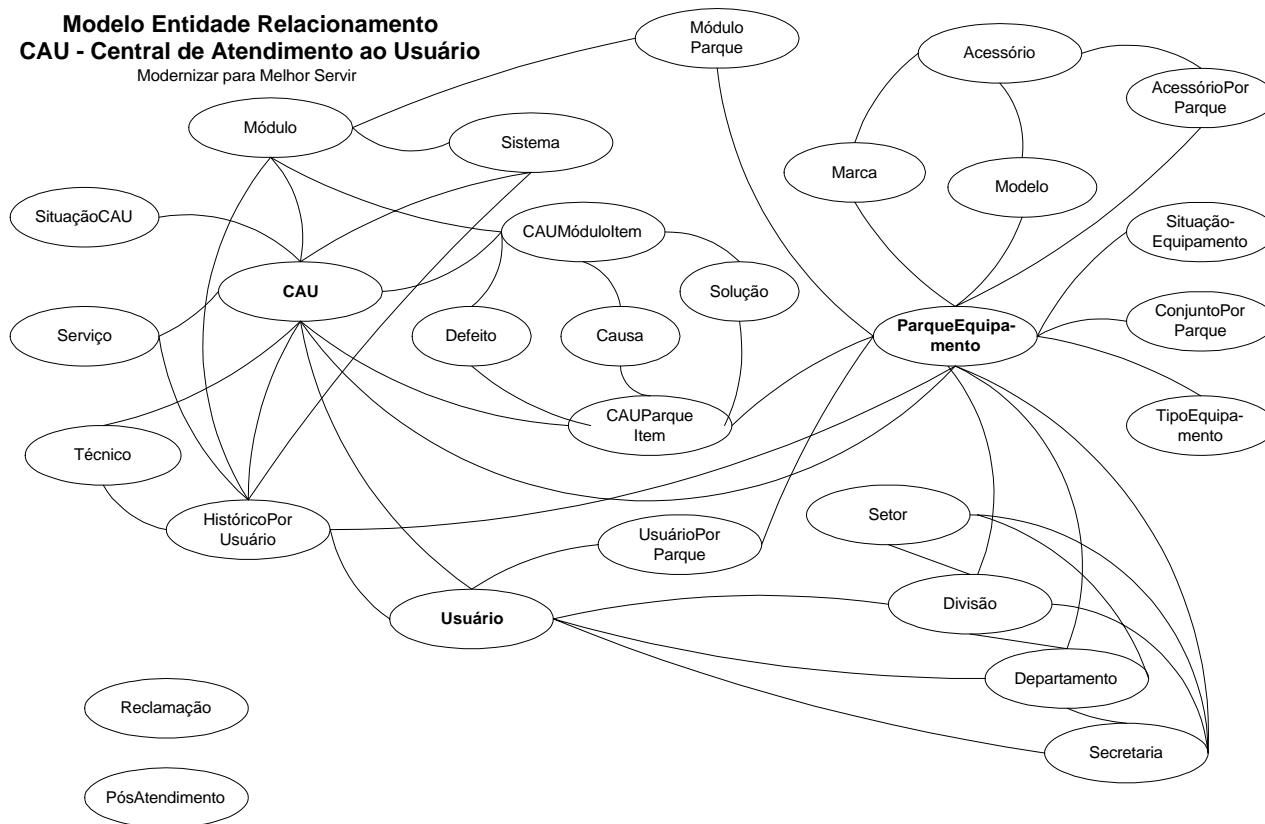 Modelo Entidade Relacionamento
CAU - Central de Atendimento ao Usuário
Modernizar para Melhor Servir
Módulo
Parque
Acessório
AcessórioPor
Parque
Módulo
Sistema
Marca
Modelo
SituaçãoCAU
CAUMóduloItem
Situação-
Equipamento
CAU
Solução
Serviço
Defeito
Causa
ParqueEquipa-
mento
ConjuntoPor
Parque
CAUParque
Item
TipoEquipa-
mento
Técnico
HistóricoPor
Usuário
UsuárioPor
Parque
Setor
Usuário
Divisão
Departamento
Reclamação
Secretaria
PósAtendimento